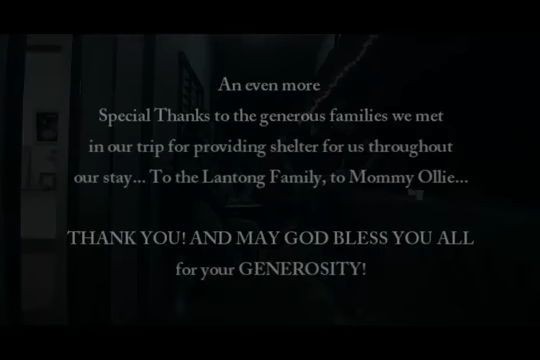 An even more
Special Thanks to the generous families we met
in our trip for providing shelter for us throughout
our stay... To the Lantong Family, to Mommy Ollie...
THANK YOU! AND MAY GOD BLESS YOU ALL
for your GENEROSITY!